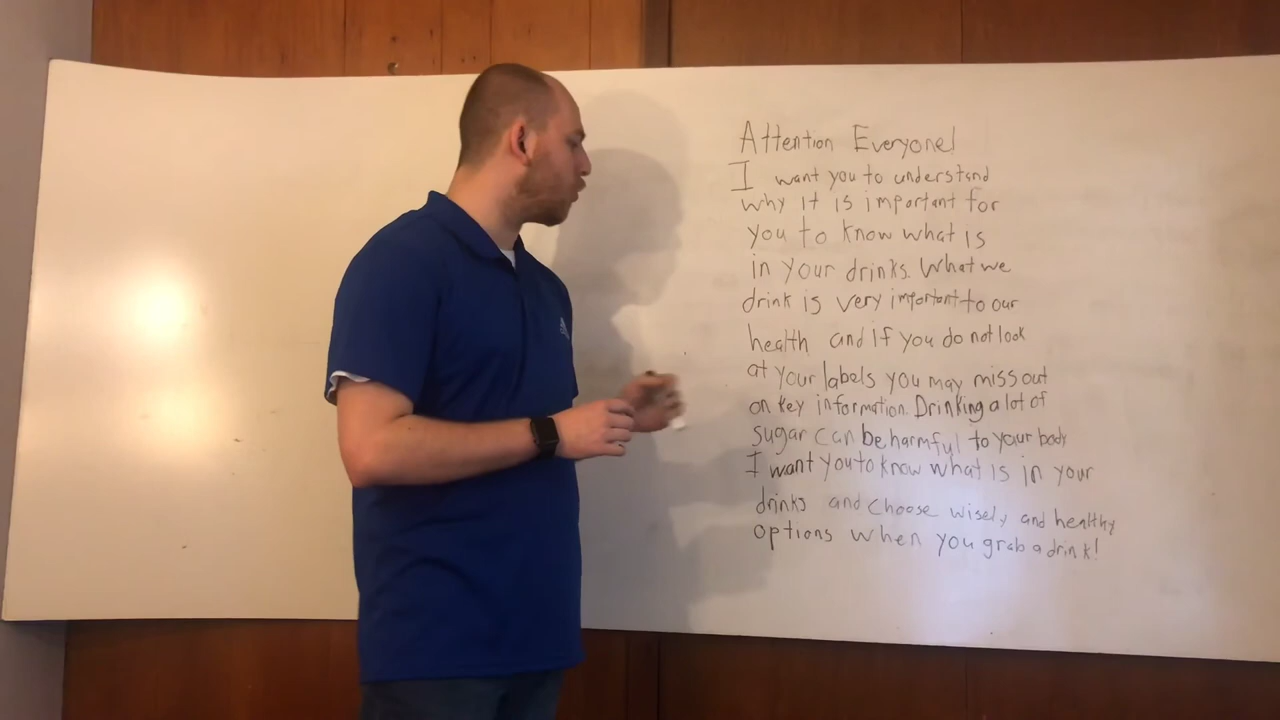 Attention Everyone!
I want you to understand
why it is important for
you to know what is
in your drinks. What we
drink is very important to our
health and if you do not look
at your labels you may miss out
on key information. Drinking a lot of
sugar can be harmful to your body
I want you to know what is in your
drinks and choose wisely and healthy
options when you grab a drink!